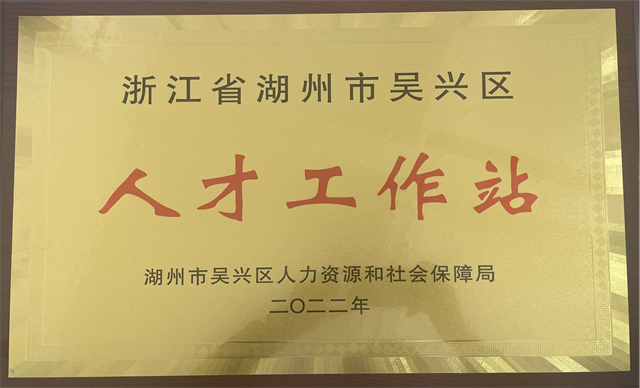 浙江省湖州市吴兴区
人才工作站
湖州市吴兴区人力资源和社会保障局
二〇二二年